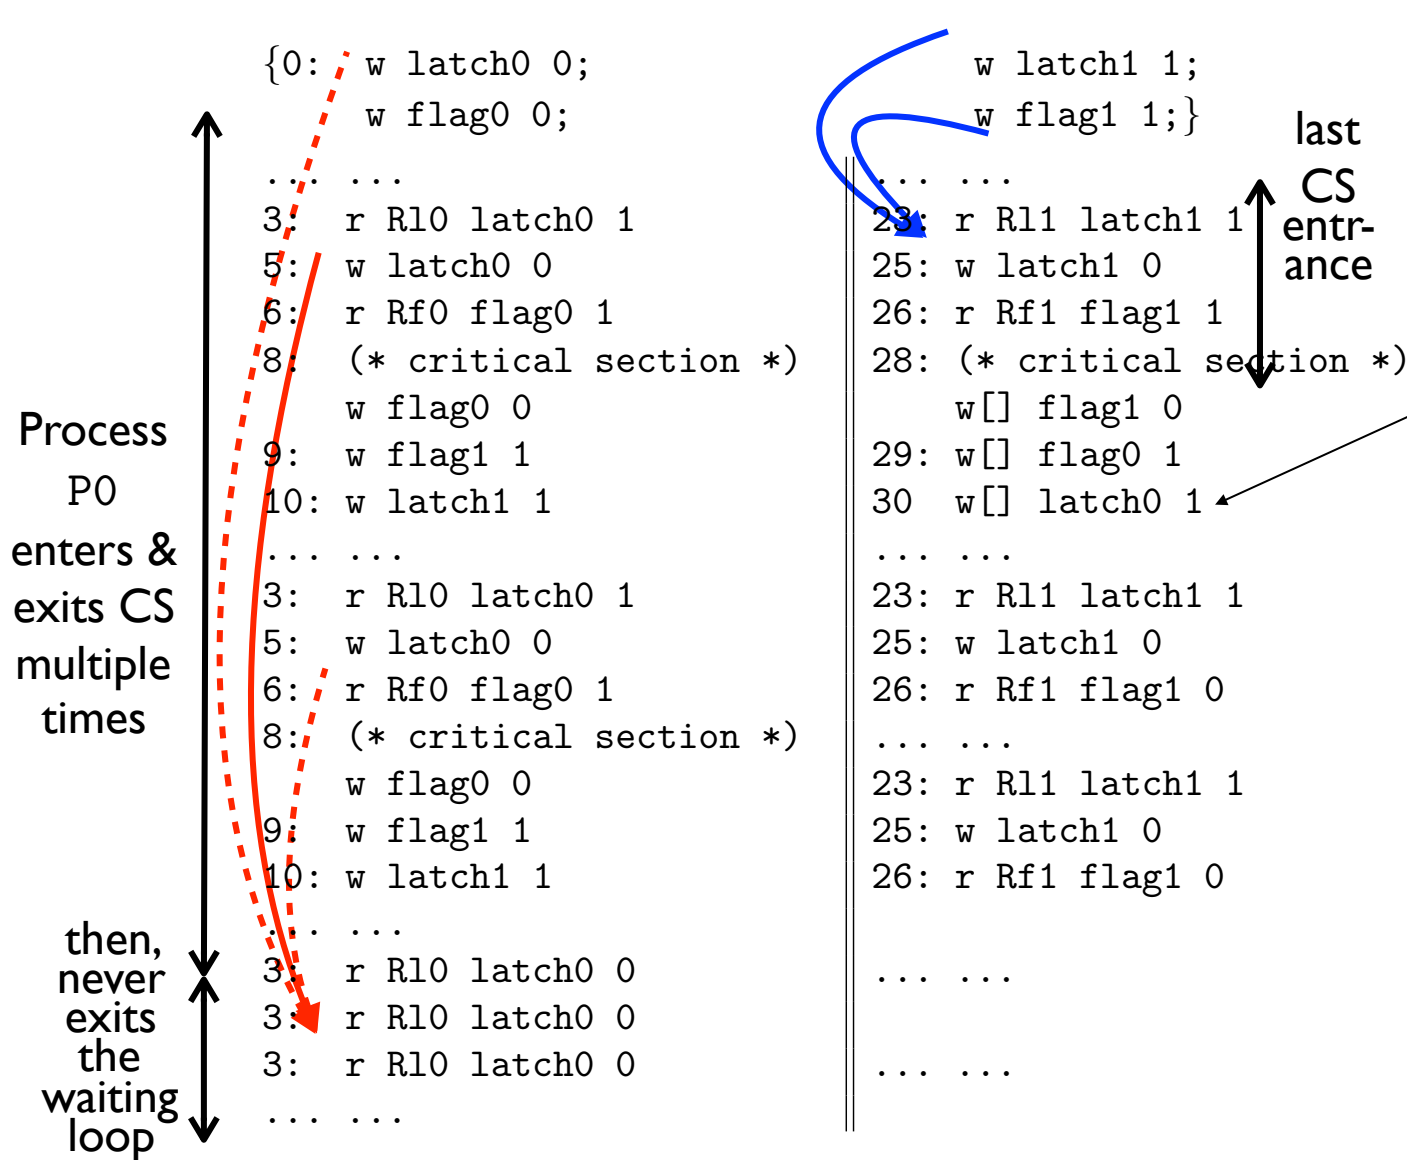 {0: w latch0 0; w latch1 1;
w flag0 0; w flag1 1;}
... ... ... ...
3: r Rl0 latch0 1 23: r Rl1 latch1 1
5: w latch0 0 25: w latch1 0
6: r Rf0 flag0 1 26: r Rf1 flag1 1
8: (* critical section *) 28: (* critical section *)
w flag0 0 w[] flag1 0
9: w flag1 1 29: w[] flag0 1
10: w latch1 1 30 w[] latch0 1
... ... ... ...
3: r Rl0 latch0 1 23: r Rl1 latch1 1
5: w latch0 0 25: w latch1 0
6: r Rf0 flag0 1 26: r Rf1 flag1 0
8: (* critical section *) ... ...
w flag0 0 23: r Rl1 latch1 1
9: w flag1 1 25: w latch1 0
10: w latch1 1 26: r Rf1 flag1 0
... ...
3: r Rl0 latch0 0 ... ...
3: r Rl0 latch0 0
3: r Rl0 latch0 0 ... ...
... ...
last
CS
entr-
ance
Process
P0
enters &
exits CS
multiple
times
then,
never
exits
the
waiting
loop